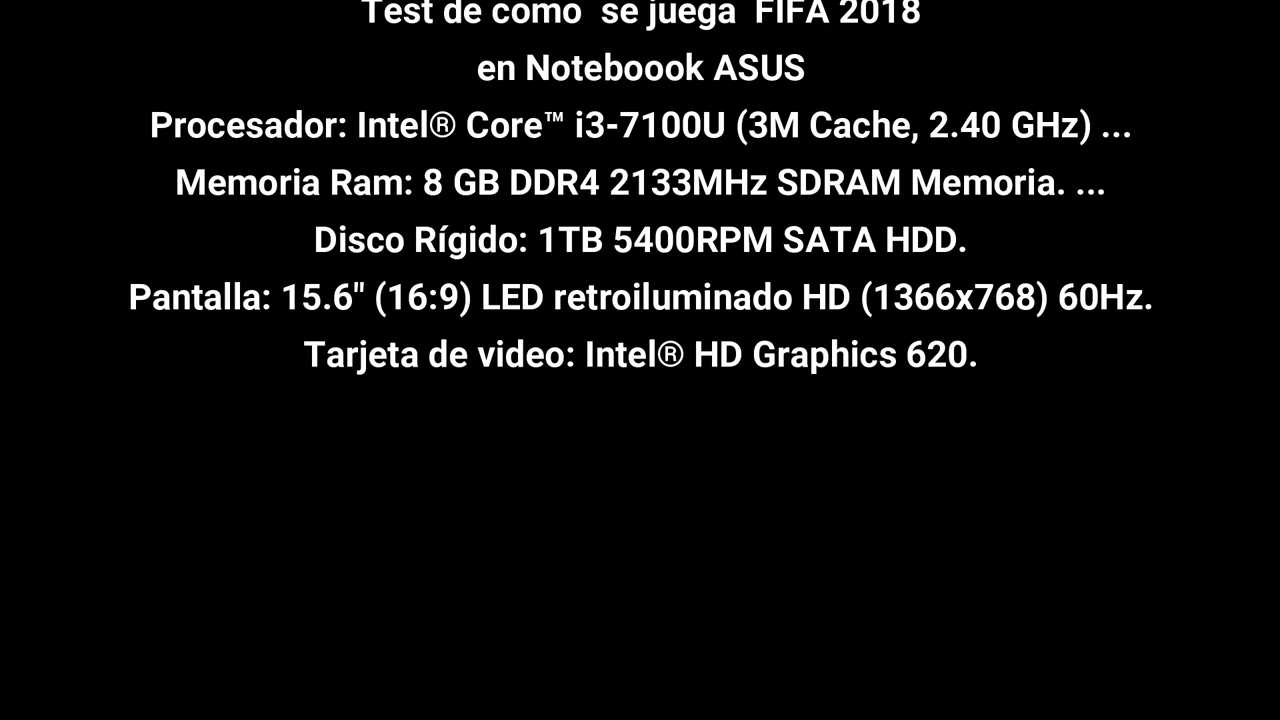 Test de como  se juega  FIFA 2018
en Noteboook ASUS
Procesador: Intel® Core™ i3-7100U (3M Cache, 2.40 GHz) ...
Memoria Ram: 8 GB DDR4 2133MHz SDRAM Memoria. ...
Disco Rígido: 1TB 5400RPM SATA HDD.
Pantalla: 15.6" (16:9) LED retroiluminado HD (1366x768) 60Hz.
Tarjeta de video: Intel® HD Graphics 620.